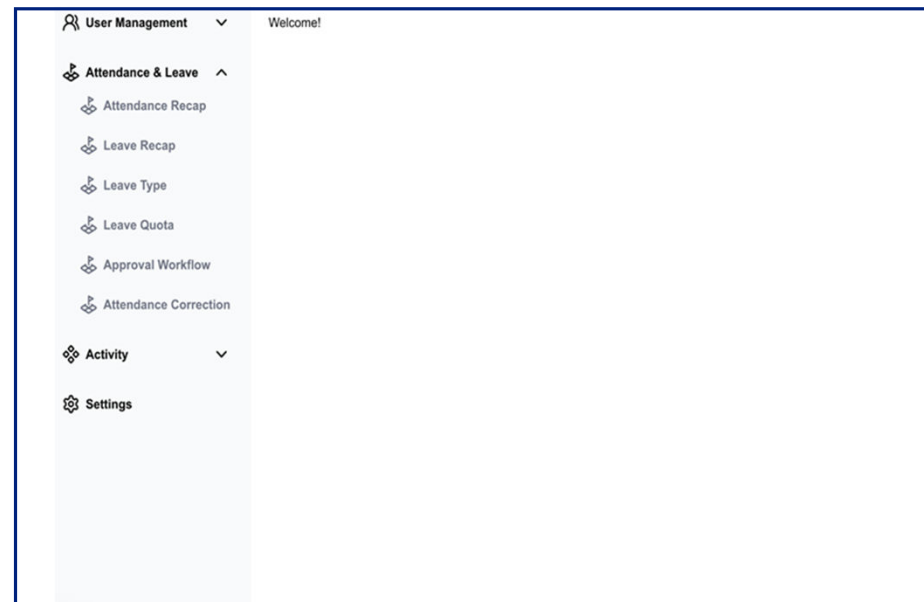 User Management
Welcome!
Attendance & Leave
Attendance Recap
Leave Recap
Leave Type
Leave Quota
Approval Workflow
Attendance Correction
Activity
Settings